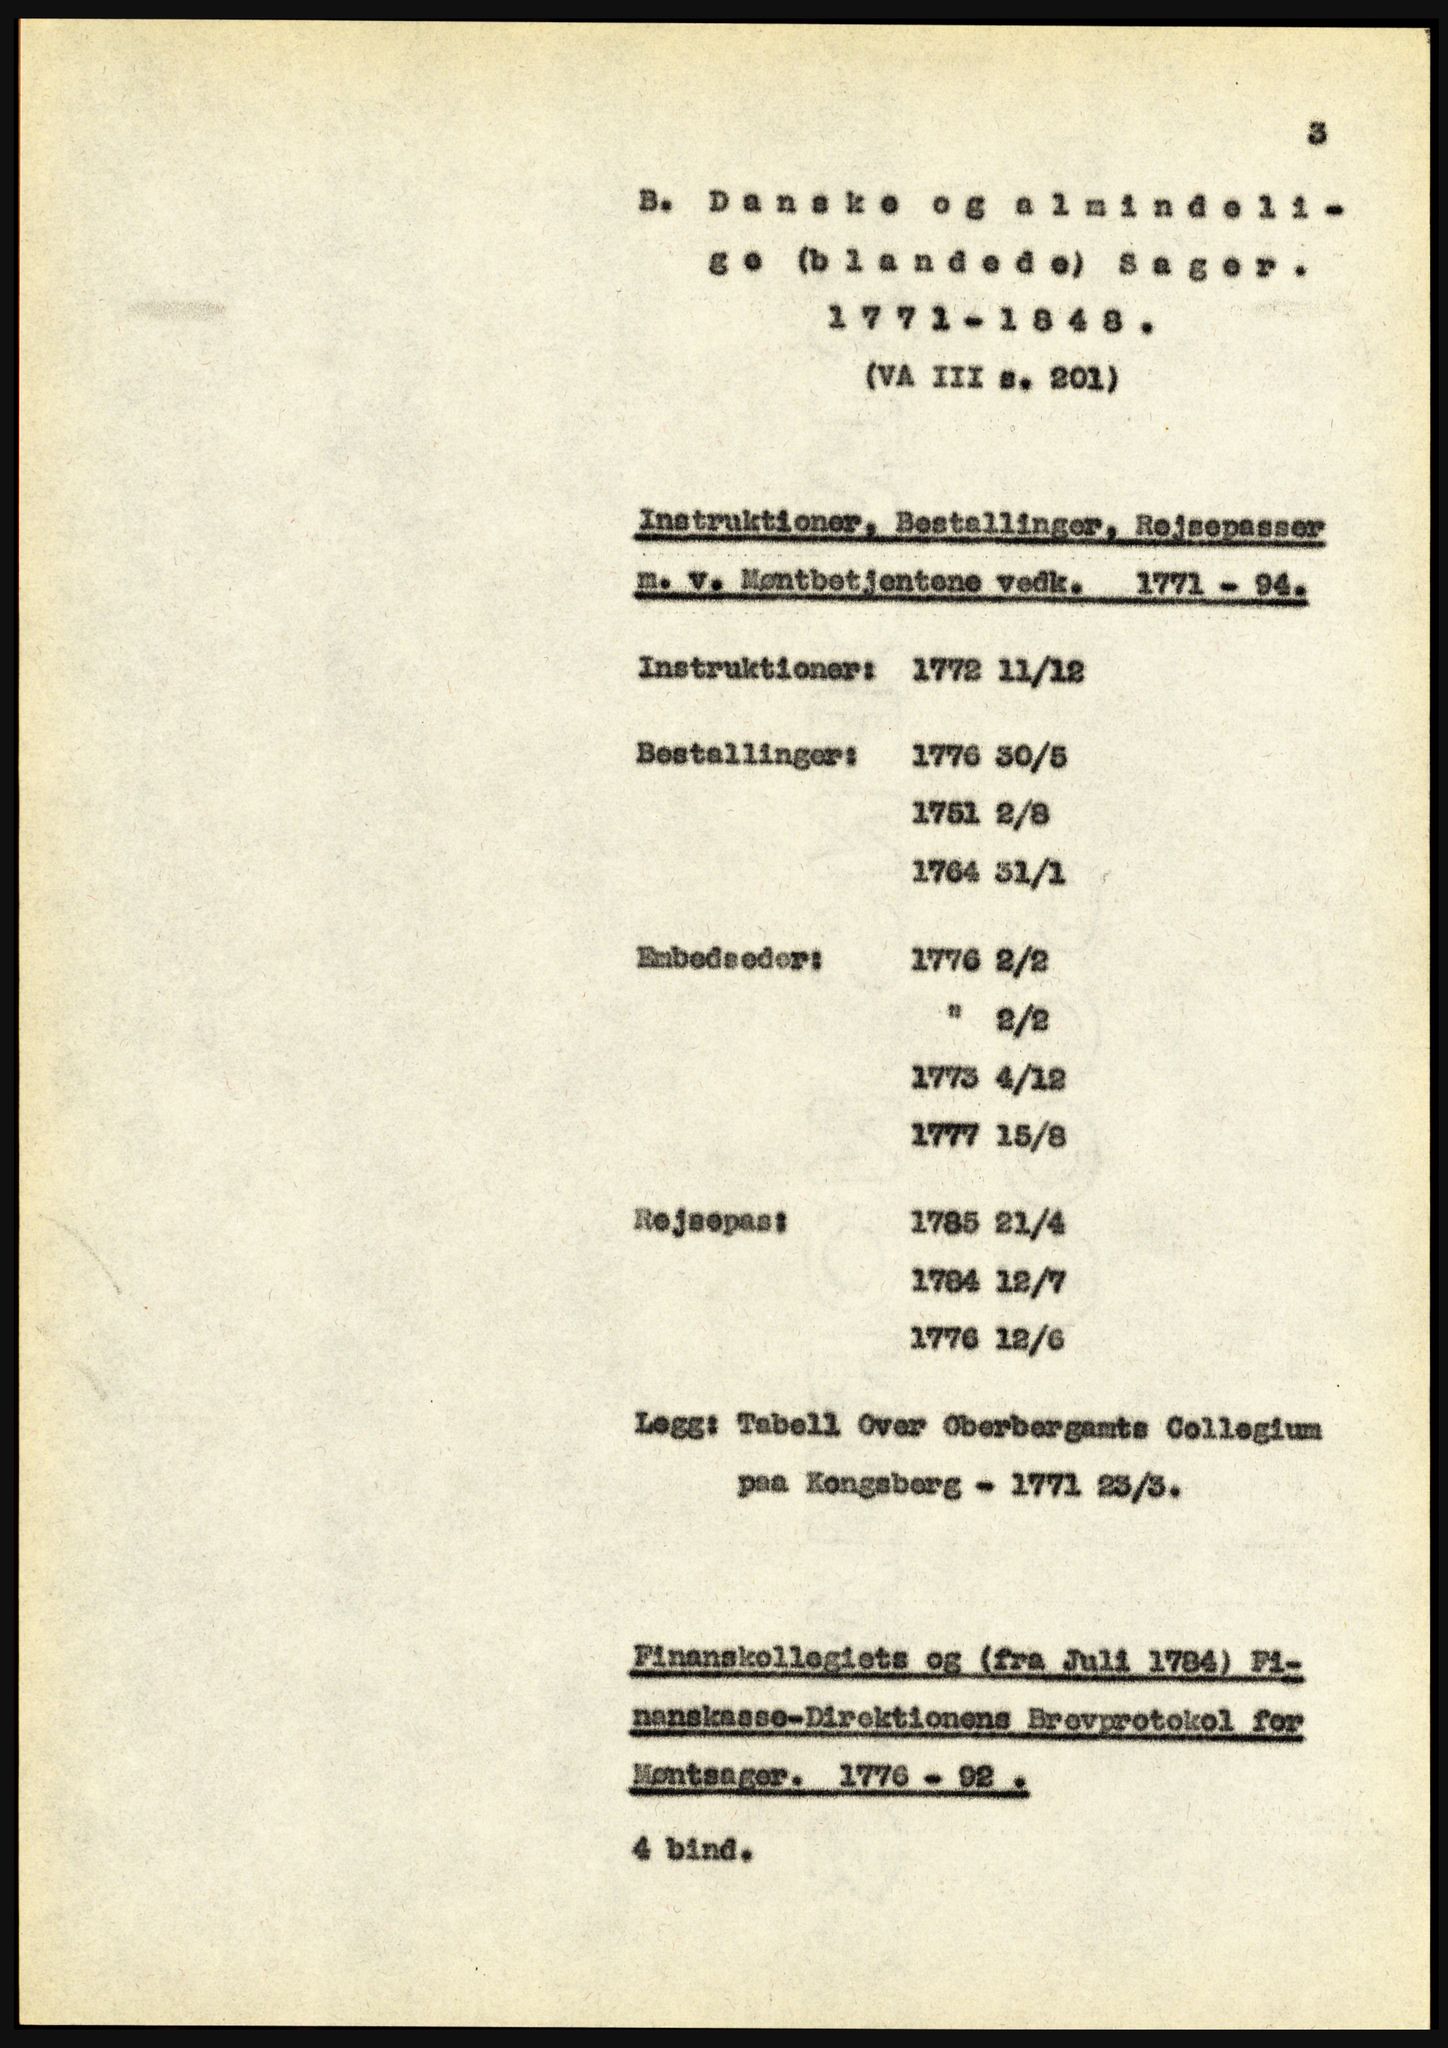 3
B. Danske og almindeli-
ge (blandede) Sager.
1771-1848.
(VA III s. 201)
Instruktioner, Bestallinger, Rejsepasser
m. v. Møntbetjentene vedk. 1771 - 94.
Instruktioner: 1772 11/12
Bestallinger: 1776 30/5
1751 2/8
1764 31/1
Embedseder: 1776 2/2
" 2/2
1773 4/12
1777 15/8
Rejsepas: 1785 21/4
1784 12/7
1776 12/6
Legg: Tabell Over Oberbergamts Collegium
paa Kongsberg - 1771 23/3.
Finanskollegiets og (fra Juli 1784) Fi-
nanskasse-Direktionens Brevprotokol for
Møntsager. 1776 - 92 .
4 bind.